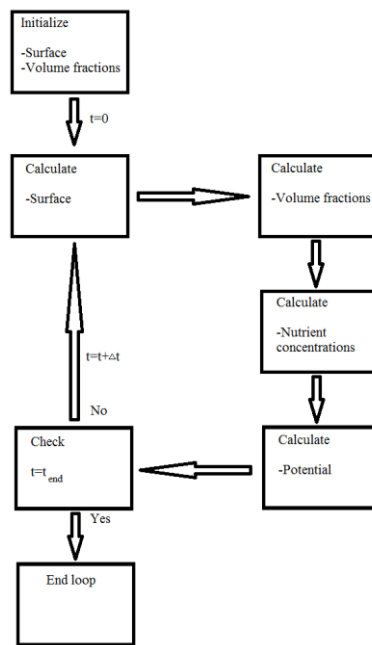 Initialize
-Surface
-Volume fractions
t=0
Calculate
-Surface
Calculate
-Volume fractions
Calculate
-Nutrient
concentrations
Calculate
-Potential
Check
t=t end
No
t=t+△t
Yes
End loop